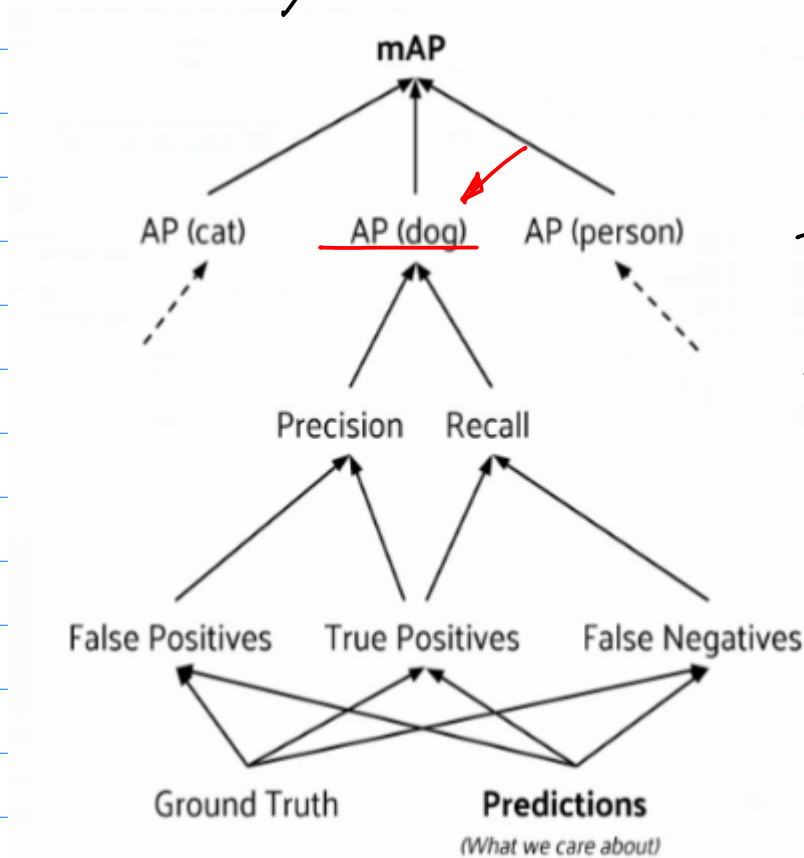 mAP
AP (cat) AP (dog) AP (person)
Precision Recall
False Positives True Positives False Negatives
Ground Truth Predictions
(What we care about)